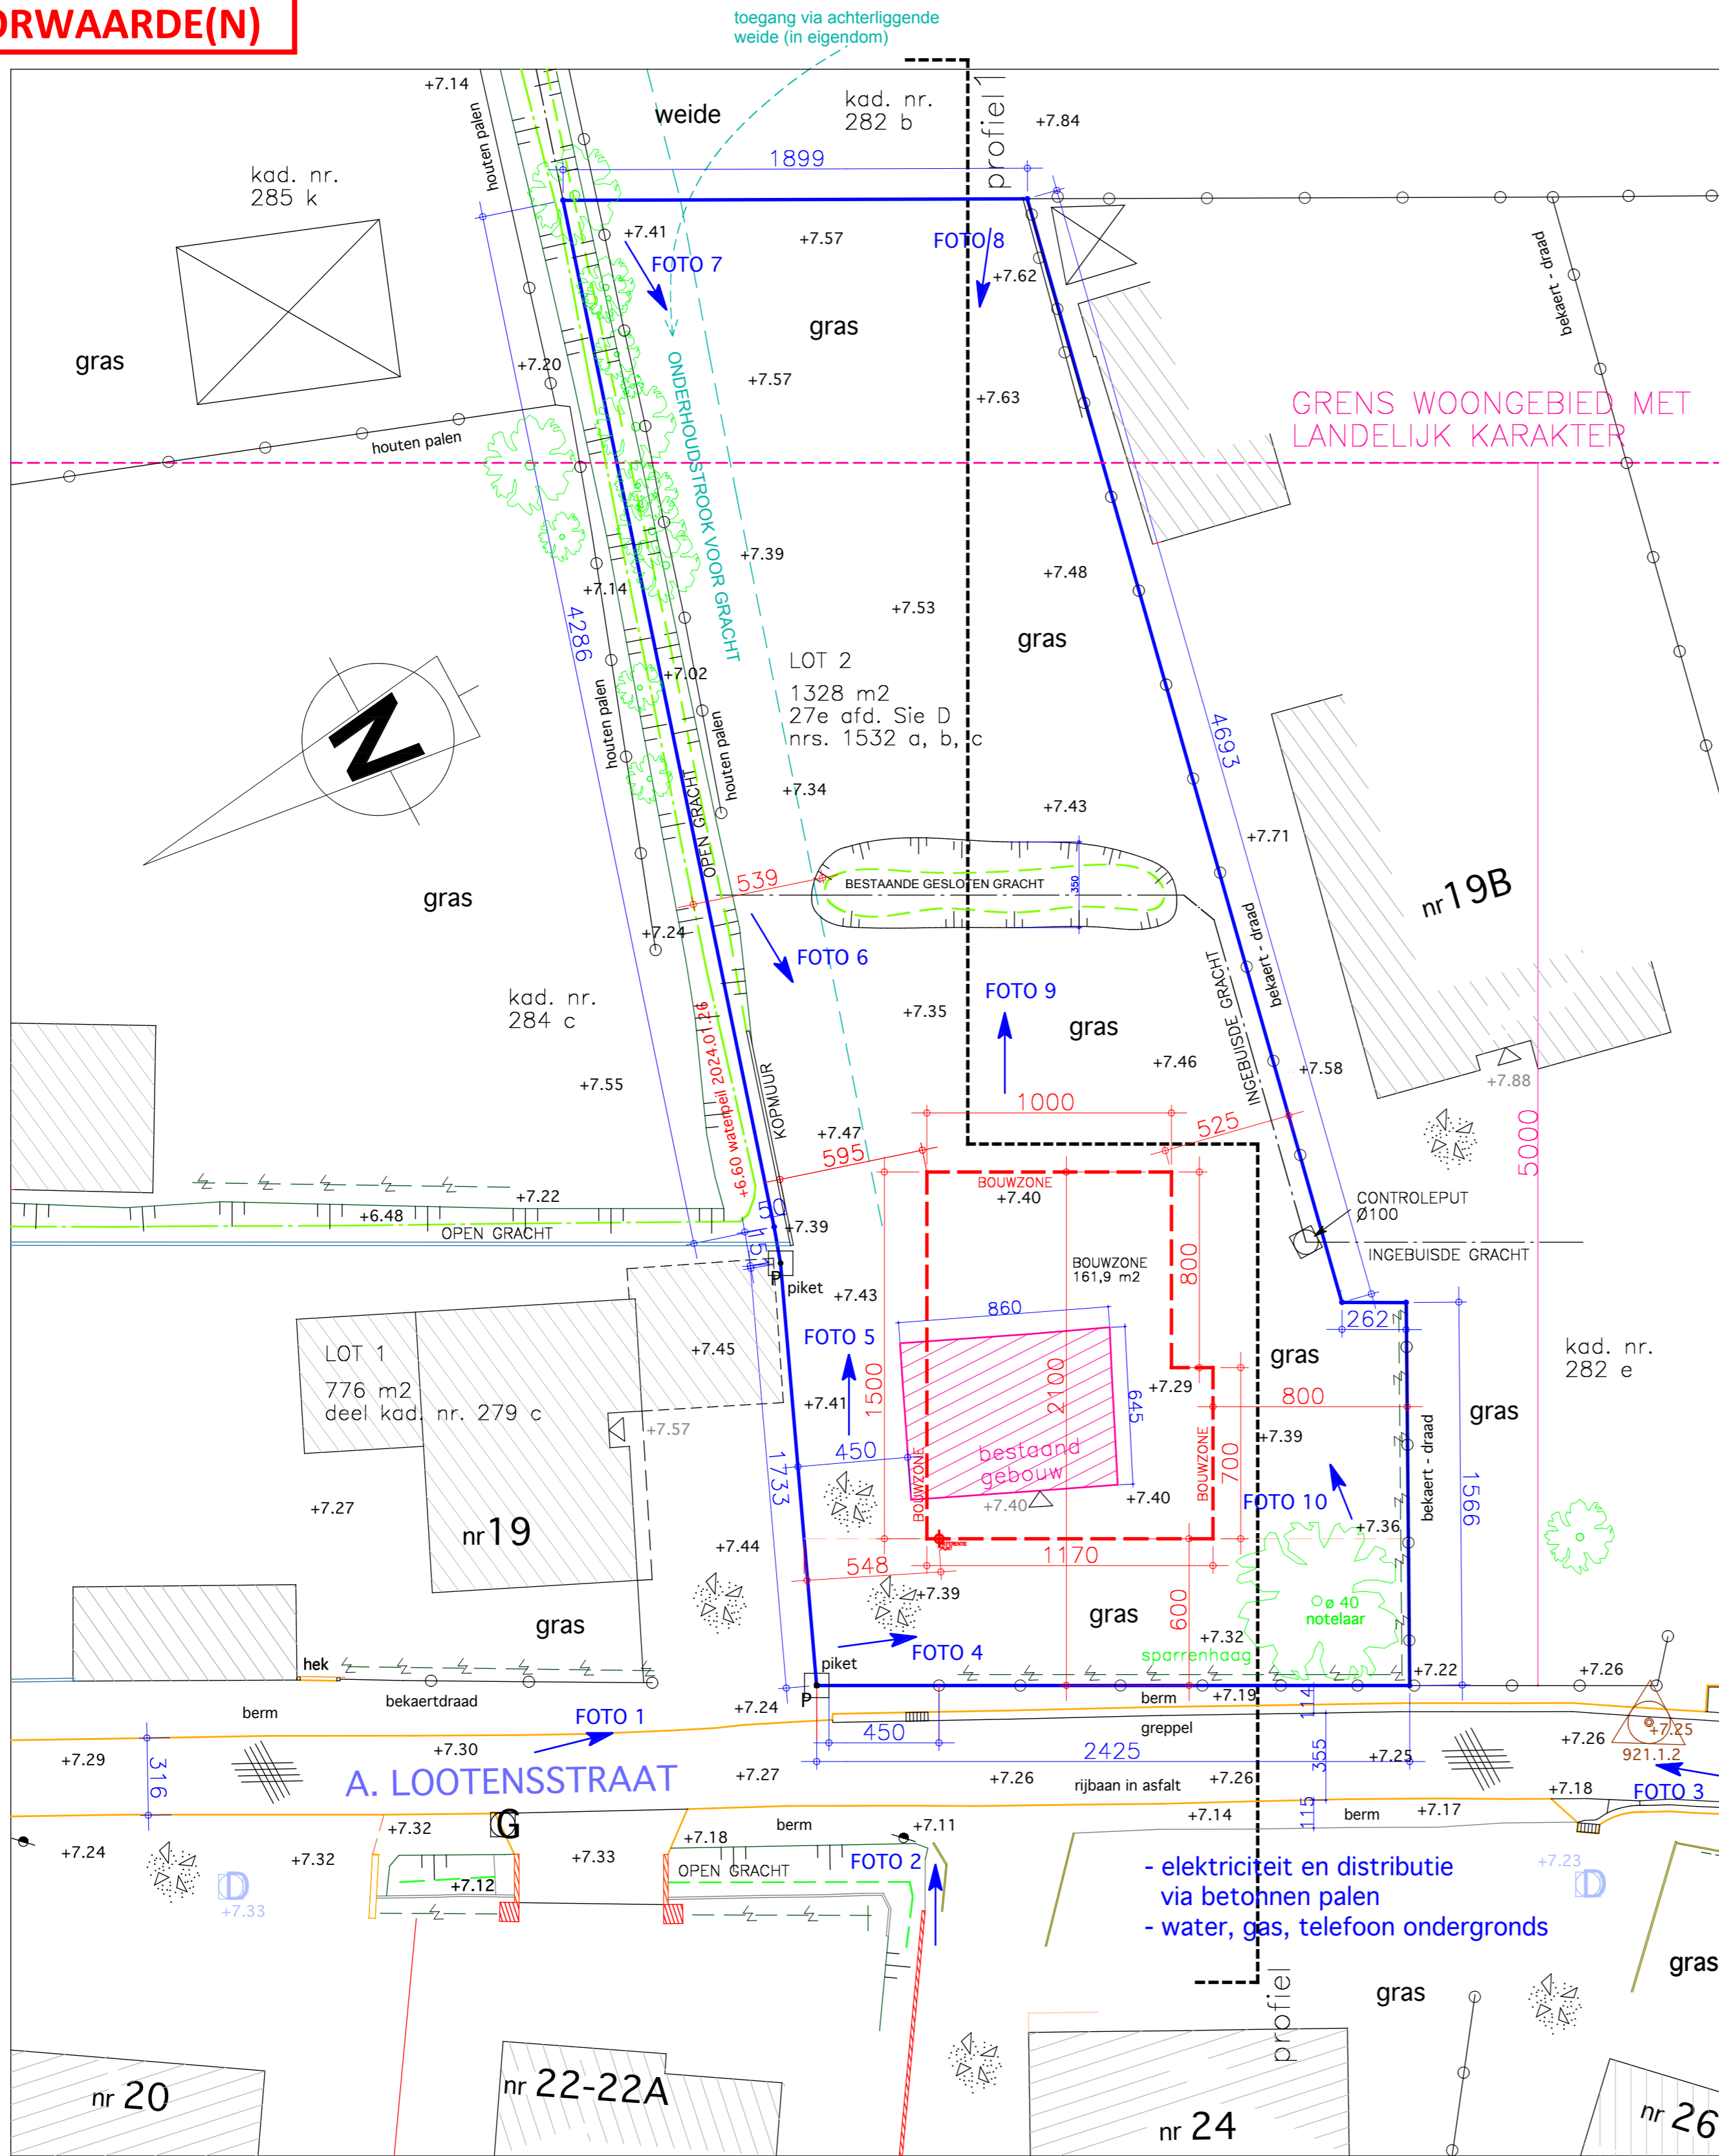 ORWAARDE(N)
toegang via achterliggende
weide (in eigendom)
+7.14
houten palen
weide
kad. nr.
282 b
profiel 1
+7.84
1899
kad. nr.
285 k
+7.41
FOTO 7
+7.57
FOTO 8
+7.62
bekaert - draad
gras
gras
+7.20
+7.57
+7.63
ONDERHOUDSTROOK VOOR GRACHT
GRENS WOONGEBIED MET
LANDELIJK KARAKTER
houten palen
+7.39
+7.48
+7.14
+7.53
4286
gras
LOT 2
1328 m2
27e afd. Sie D
nrs. 1532 a, b, c
+7.02
houten palen
houten palen
N
4693
OPEN GRACHT
+7.34
+7.43
+7.71
539
BESTAANDE GESLOTEN GRACHT
350
nr 19B
gras
+7.24
FOTO 6
bekaert - draad
INGEBUISDE GRACHT
kad. nr.
284 c
FOTO 9
+7.35
gras
+6.60 waterpeil 2024.01.26
KOPMUUR
+7.55
+7.46
+7.58
+7.88
1000
525
+7.47
595
5000
BOUWZONE
+7.40
+7.22
+6.48
OPEN GRACHT
50
+7.39
151
CONTROLEPUT
Ø100
INGEBUISDE GRACHT
BOUWZONE
161,9 m2
800
P
piket
+7.43
860
262
FOTO 5
+7.45
LOT 1
776 m2
deel kad. nr. 279 c
gras
kad. nr.
282 e
1500
2100
+7.41
+7.29
645
800
gras
+7.57
bestaand
gebouw
450
+7.39
1733
BOUWZONE
BOUWZONE
700
bekaert - draad
1566
+7.40
+7.40
FOTO 10
+7.27
nr 19
+7.36
+7.44
548
1170
+7.39
600
gras
gras
ø 40
notelaar
+7.32
sparrenhaag
FOTO 4
hek
piket
P
bekaertdraad
+7.22
+7.26
berm
+7.24
berm
+7.19
114
greppel
FOTO 1
450
+7.26
+7.25
921.1.2
+7.29
316
+7.30
2425
355
+7.25
A. LOOTENSSTRAAT
+7.27
+7.26
rijbaan in asfalt
+7.26
+7.18
FOTO 3
G
+7.32
+7.18
berm
+7.11
+7.14
115
berm
+7.17
+7.24
+7.32
+7.33
OPEN GRACHT
FOTO 2
D
+7.33
+7.12
- elektriciteit en distributie
via betonnen palen
- water, gas, telefoon ondergronds
+7.23
D
gras
gras
profiel
nr 20
nr 22-22A
nr 24
nr 26